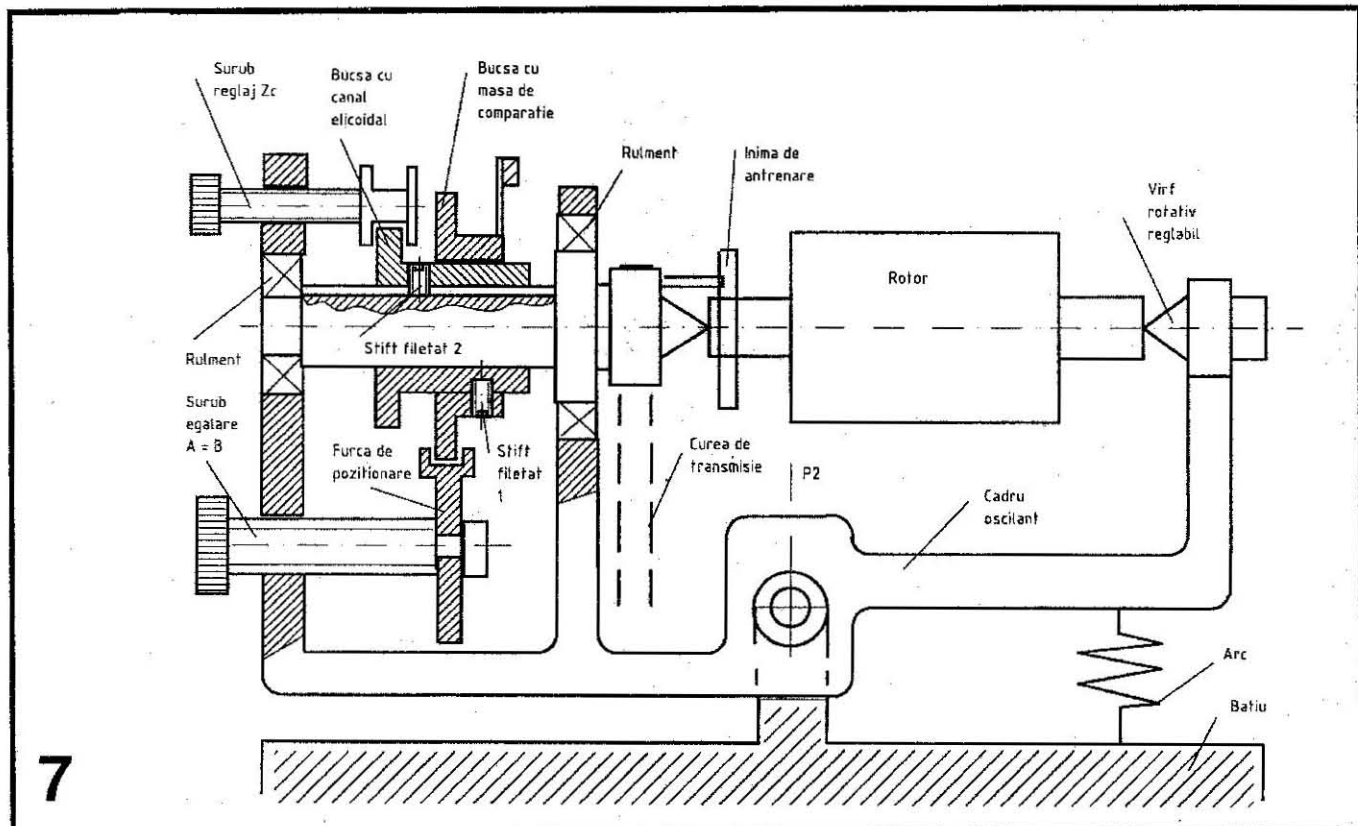 Surub
reglaj Zc
Bucsa cu
canal
elicoidal
Bucsa cu
masa de
comparatie
Rulment
Inima de
antrenare
Virf
rotativ
reglabil
Rotor
Rulment
Stift filetat 2
Surub
egalare
A = B
Furca de
pozitionare
Stift
filetat
1
Curea de
transmisie
P2
Cadru
oscilant
Arc
Batiu
7